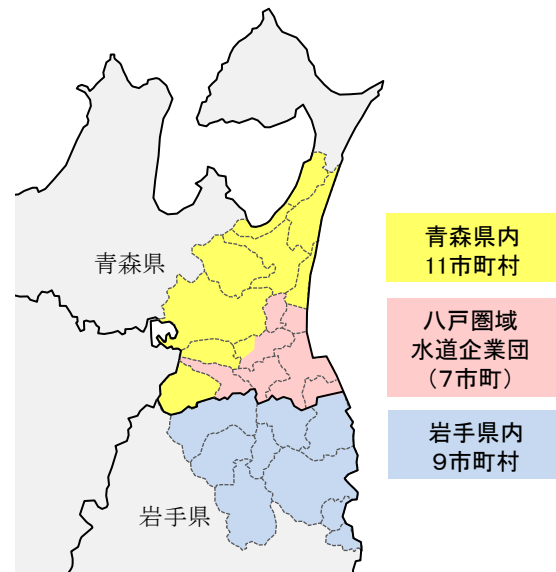 青森県
岩手県
青森県内
11市町村
八戸圏域
水道企業団
（7市町）
岩手県内
9市町村